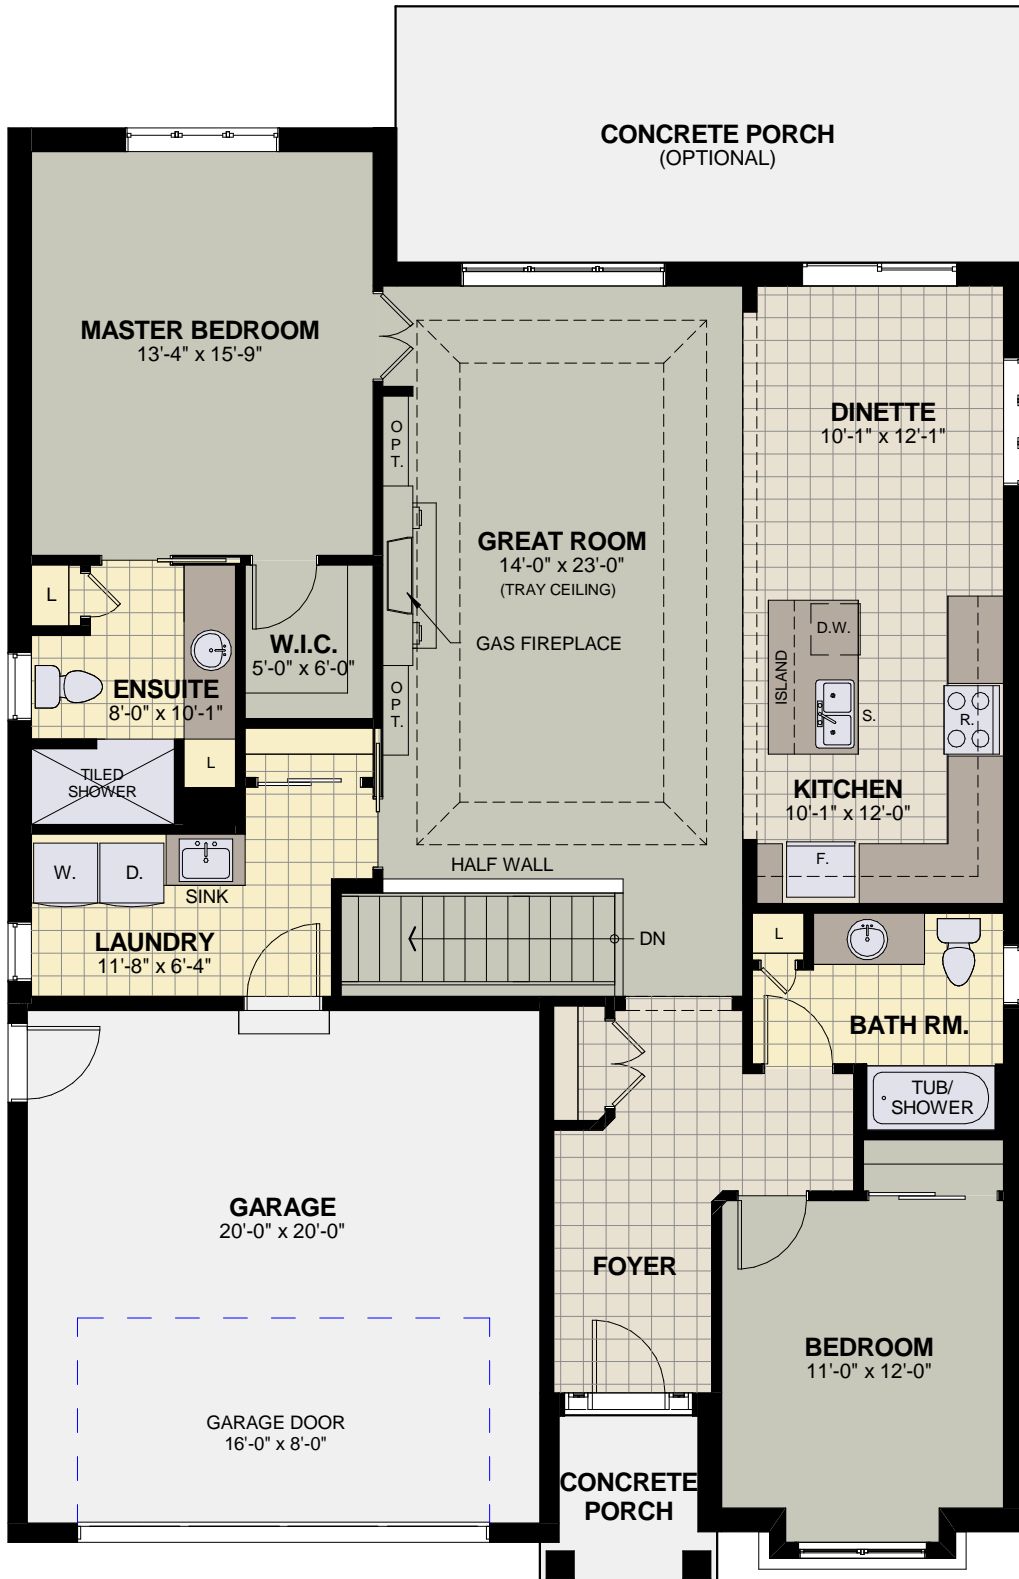 CONCRETE PORCH
(OPTIONAL)
MASTER BEDROOM
13'-4" x 15'-9"
DINETTE
10'-1" x 12'-1"
O
P
T.
GREAT ROOM
14'-0" x 23'-0"
(TRAY CEILING)
GAS FIREPLACE
L
W.I.C.
5'-0" x 6'-0"
D.W.
ISLAND
S.
R.
ENSUITE
8'-0" x 10'-1"
O
P
T.
L
TILED
SHOWER
KITCHEN
10'-1" x 12'-0"
F.
HALF WALL
W.
D.
SINK
LAUNDRY
11'-8" x 6'-4"
DN
L
BATH RM.
TUB/
SHOWER
GARAGE
20'-0" x 20'-0"
FOYER
BEDROOM
11'-0" x 12'-0"
GARAGE DOOR
16'-0" x 8'-0"
CONCRETE
PORCH